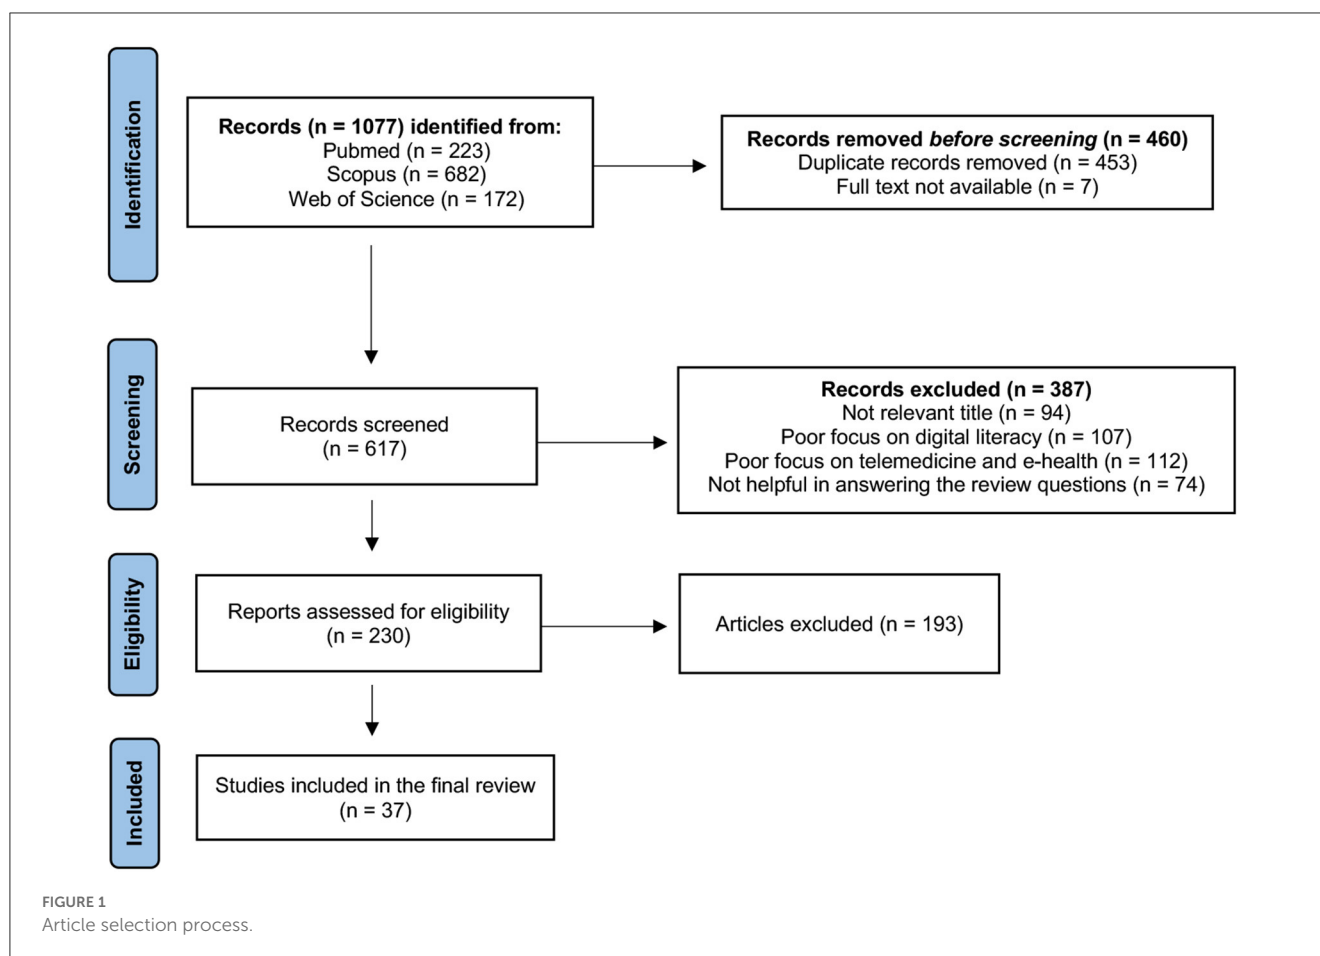 Identification
Records (n = 1077) identified from:
Pubmed (n = 223)
Scopus (n = 682)
Web of Science (n = 172)
Records removed before screening (n = 460)
Duplicate records removed (n = 453)
Full text not available (n = 7)
Screening
Records screened
(n = 617)
Records excluded (n = 387)
Not relevant title (n = 94)
Poor focus on digital literacy (n = 107)
Poor focus on telemedicine and e-health (n = 112)
Not helpful in answering the review questions (n = 74)
Eligibility
Reports assessed for eligibility
(n = 230)
Articles excluded (n = 193)
Included
Studies included in the final review
(n = 37)
FIGURE 1
Article selection process.